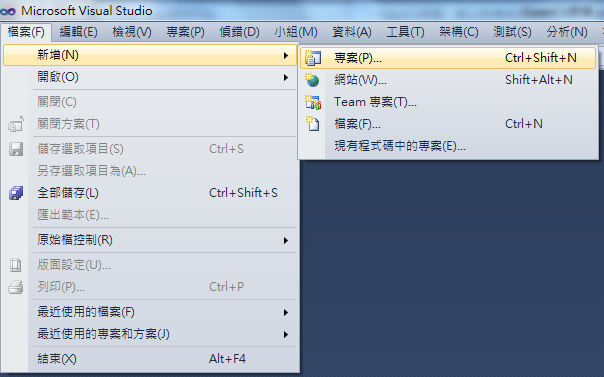 Microsoft Visual Studio
檔案(F) 編輯(E) 檢視(V) 專案(P) 偵錯(D) 小組(M) 資料(A) 工具(T) 架構(C) 測試(S) 分析(N)
新增(N)
開啟(O)
關閉(C)
關閉方案(T)
儲存選取項目(S) Ctrl+S
另存選取項目為(A)...
全部儲存(L) Ctrl+Shift+S
匯出範本(E)...
原始檔控制(R)
版面設定(U)...
列印(P)... Ctrl+P
最近使用的檔案(F)
最近使用的專案和方案(J)
結束(X) Alt+F4
專案(P)... Ctrl+Shift+N
網站(W)... Shift+Alt+N
Team 專案(T)...
檔案(F)... Ctrl+N
現有程式碼中的專案(E)...